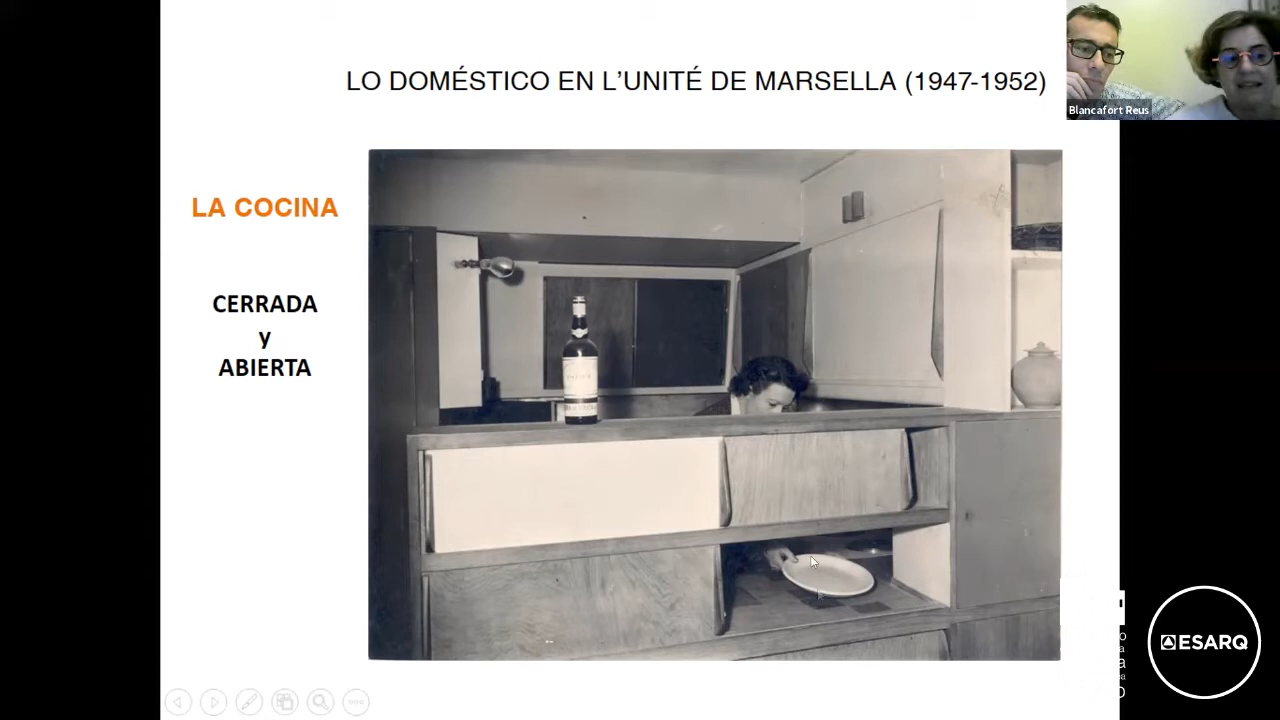 LO DOMÉSTICO EN L’UNITÉ DE MARSELLA (1947-1952)
Blancafort Reus
LA COCINA
CERRADA
y
ABIERTA
ESARQ